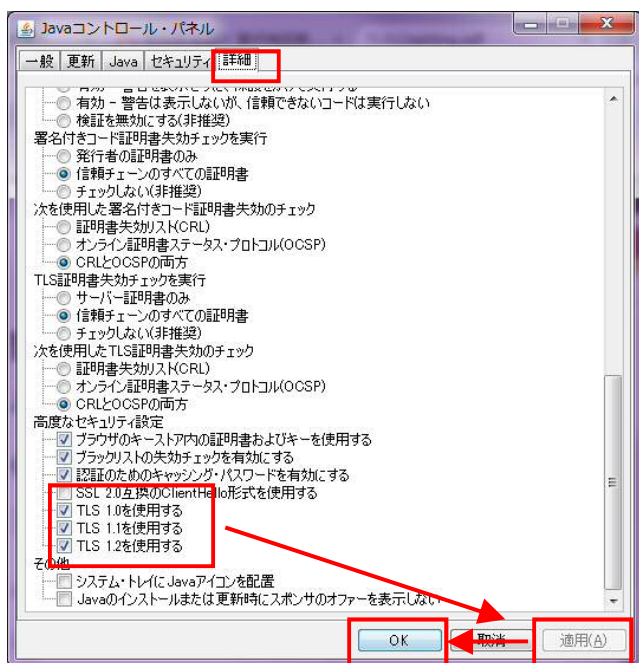 Javaコントロール・パネル
一般 更新 Java セキュリティ 詳細
有効 - 警告は表示しないが、信頼できないコードは実行しない
検証を無効にする(非推奨)
署名付きコード証明書失効チェックを実行
発行者の証明書のみ
信頼チェーンのすべての証明書
チェックしない(非推奨)
次を使用した署名付きコード証明書失効のチェック
証明書失効リスト(CRL)
オンライン証明書ステータス・プロトコル(OCSP)
CRLとOCSPの両方
TLS証明書失効チェックを実行
サーバー証明書のみ
信頼チェーンのすべての証明書
チェックしない(非推奨)
次を使用したTLS証明書失効のチェック
証明書失効リスト(CRL)
オンライン証明書ステータス・プロトコル(OCSP)
CRLとOCSPの両方
高度なセキュリティ設定
ブラウザのキーストア内の証明書およびキーを使用する
ブラックリストの失効チェックを有効にする
認証のためのキャッシング・パスワードを有効にする
SSL 2.0互換のClientHello形式を使用する
TLS 1.0を使用する
TLS 1.1を使用する
TLS 1.2を使用する
その他
システム・トレイにJavaアイコンを配置
Javaのインストールまたは更新時にスポンサのオファーを表示しない
OK 取消 適用(A)